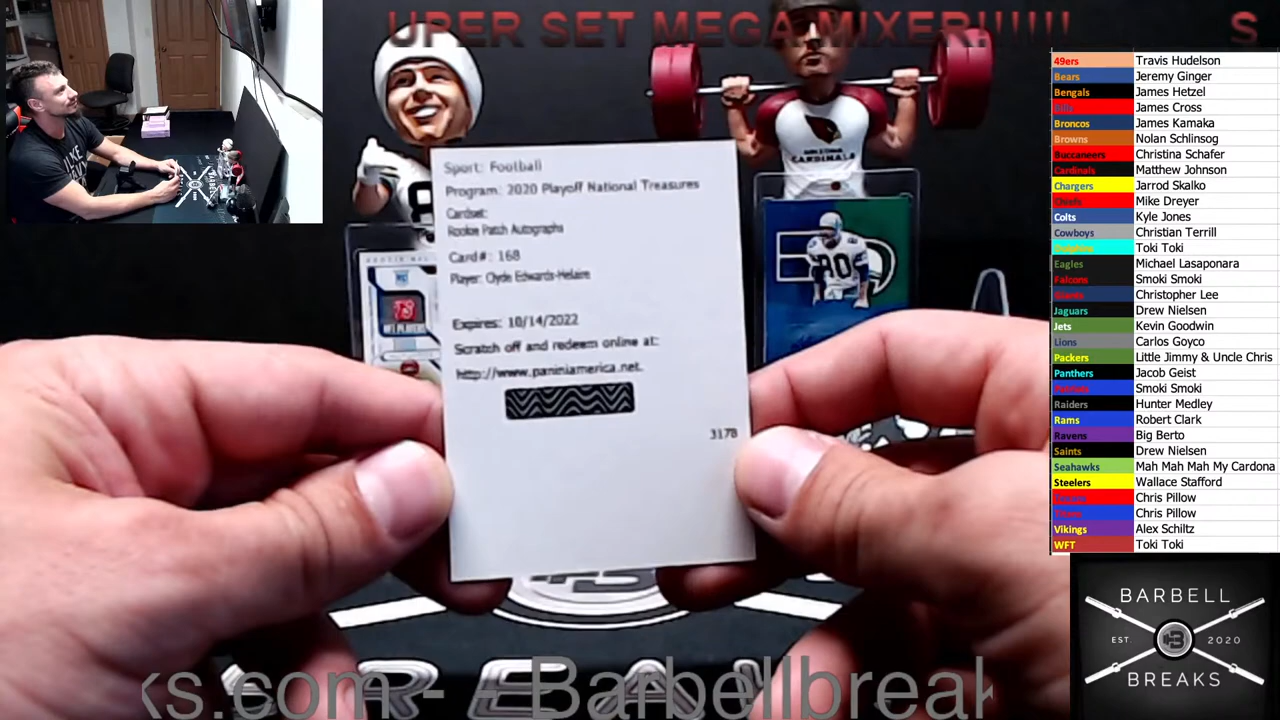 UPER SET MEGA MIXER!!!!!! S
Sport: Football
Program: 2020 Playoff National Treasures
Cardset:
Rookie Patch Autographs
Card#: 168
Player: Clyde Edwards-Helaire
Expires: 10/14/2022
Scratch off and redeem online at:
http://www.paniniamerica.net.
3178
CARDINALS
80
RC
49ers Travis Hudelson
Bears Jeremy Ginger
Bengals James Hetzel
Bills James Cross
Broncos James Kamaka
Browns Nolan Schlinsog
Buccaneers Christina Schafer
Cardinals Matthew Johnson
Chargers Jarrod Skalko
Chiefs Mike Dreyer
Colts Kyle Jones
Cowboys Christian Terrill
Dolphins Toki Toki
Eagles Michael Lasaponara
Falcons Smoki Smoki
Giants Christopher Lee
Jaguars Drew Nielsen
Jets Kevin Goodwin
Lions Carlos Goyco
Packers Little Jimmy & Uncle Chris
Panthers Jacob Geist
Patriots Smoki Smoki
Raiders Hunter Medley
Rams Robert Clark
Ravens Big Berto
Saints Drew Nielsen
Seahawks Mah Mah Mah My Cardona
Steelers Wallace Stafford
Texans Chris Pillow
Titans Chris Pillow
Vikings Alex Schiltz
WFT Toki Toki
BARBELL
EST. 2020
BREAKS
ks.com - - Barbellbreak